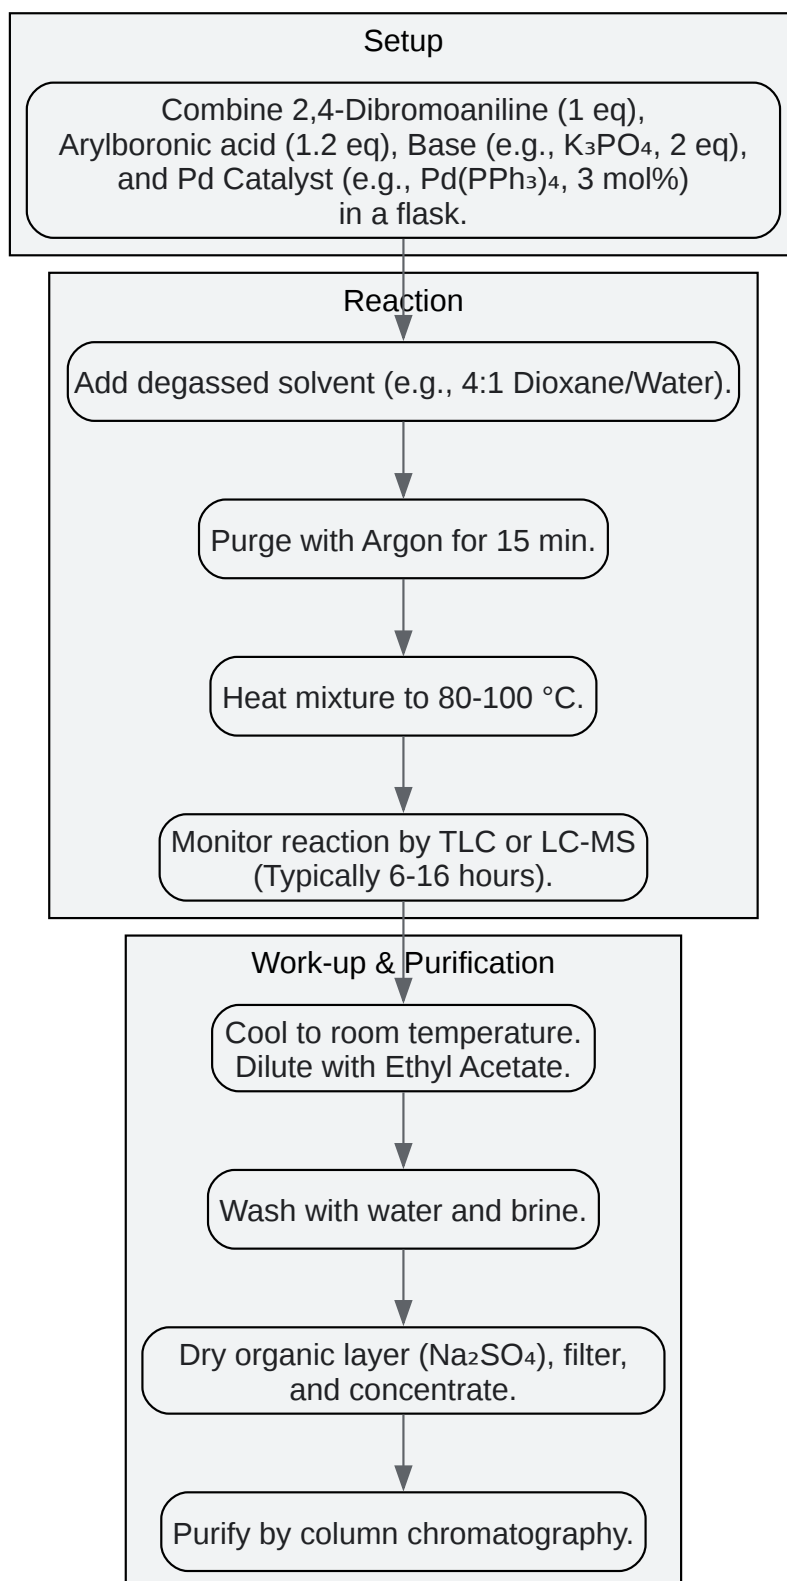 Setup
Combine 2,4-Dibromoaniline (1 eq),
Arylboronic acid (1.2 eq), Base (e.g., K₃PO₄, 2 eq),
and Pd Catalyst (e.g., Pd(PPh₃)₄, 3 mol%)
in a flask.
Reaction
Add degassed solvent (e.g., 4:1 Dioxane/Water).
Purge with Argon for 15 min.
Heat mixture to 80-100 °C.
Monitor reaction by TLC or LC-MS
(Typically 6-16 hours).
Work-up & Purification
Cool to room temperature.
Dilute with Ethyl Acetate.
Wash with water and brine.
Dry organic layer (Na₂SO₄), filter,
and concentrate.
Purify by column chromatography.